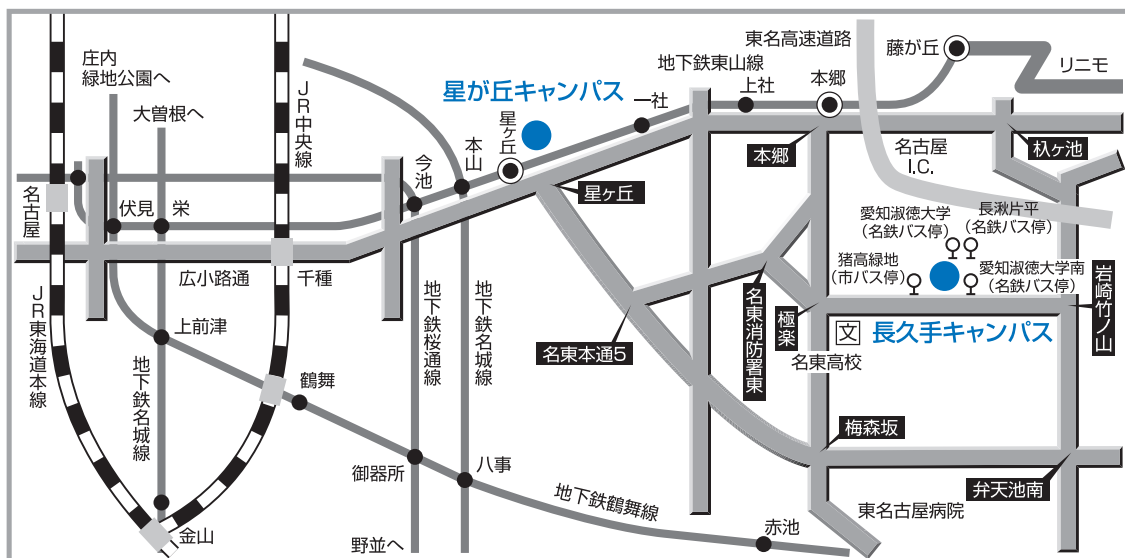 庄内
緑地公園へ
大曽根へ
JR中央線
星が丘キャンパス
地下鉄東山線
東名高速道路
藤が丘
リニモ
上社
本郷
一社
星ヶ丘
本山
今池
本郷
名古屋
I.C.
杁ヶ池
星ヶ丘
名古屋
伏見
栄
愛知淑徳大学
(名鉄バス停)
長湫片平
(名鉄バス停)
猪高緑地
(市バス停)
愛知淑徳大学南
(名鉄バス停)
広小路通
千種
岩崎竹ノ山
JR東海道本線
上前津
地下鉄名城線
地下鉄桜通線
地下鉄名城線
名東本通5
名東消防署東
極楽
文
長久手キャンパス
名東高校
鶴舞
梅森坂
御器所
八事
地下鉄鶴舞線
弁天池南
東名古屋病院
金山
野並へ
赤池